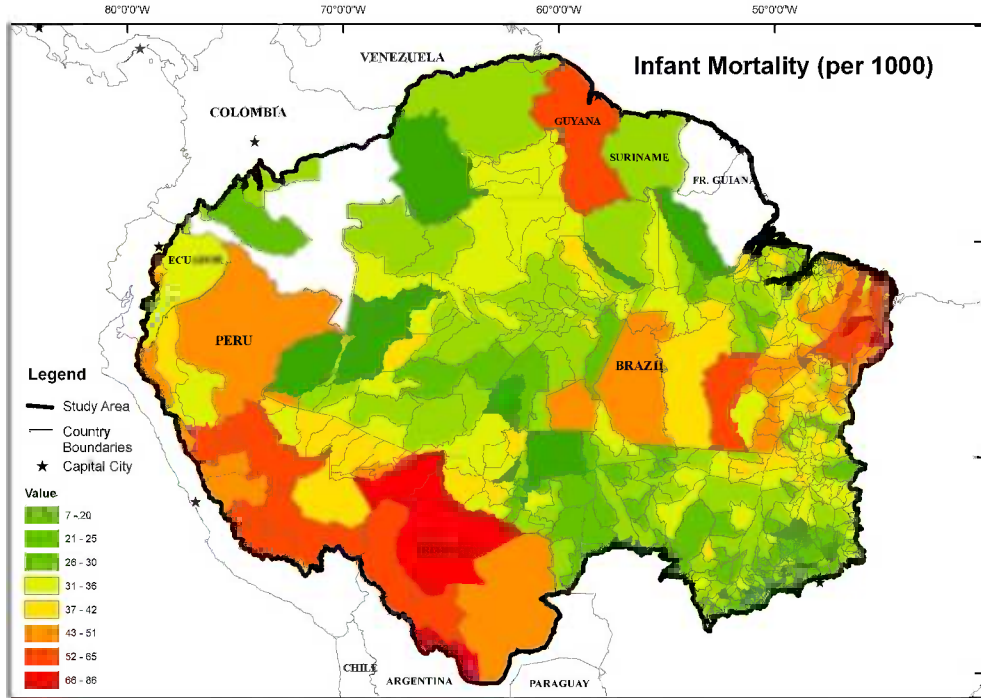 80°0'0"W
70°0'0"W
60°0'0"W
50°0'0"W
Infant Mortality (per 1000)
VENEZUELA
COLOMBIA
GUYANA
SURINAME
FR. GUIANA
PERU
BRAZIL
Legend
Study Area
Country
Boundaries
Capital City
Value
7 - 20
21 - 25
26 - 30
31 - 36
37 - 42
43 - 51
52 - 65
66 - 86
CHILE
ARGENTINA
PARAGUAY